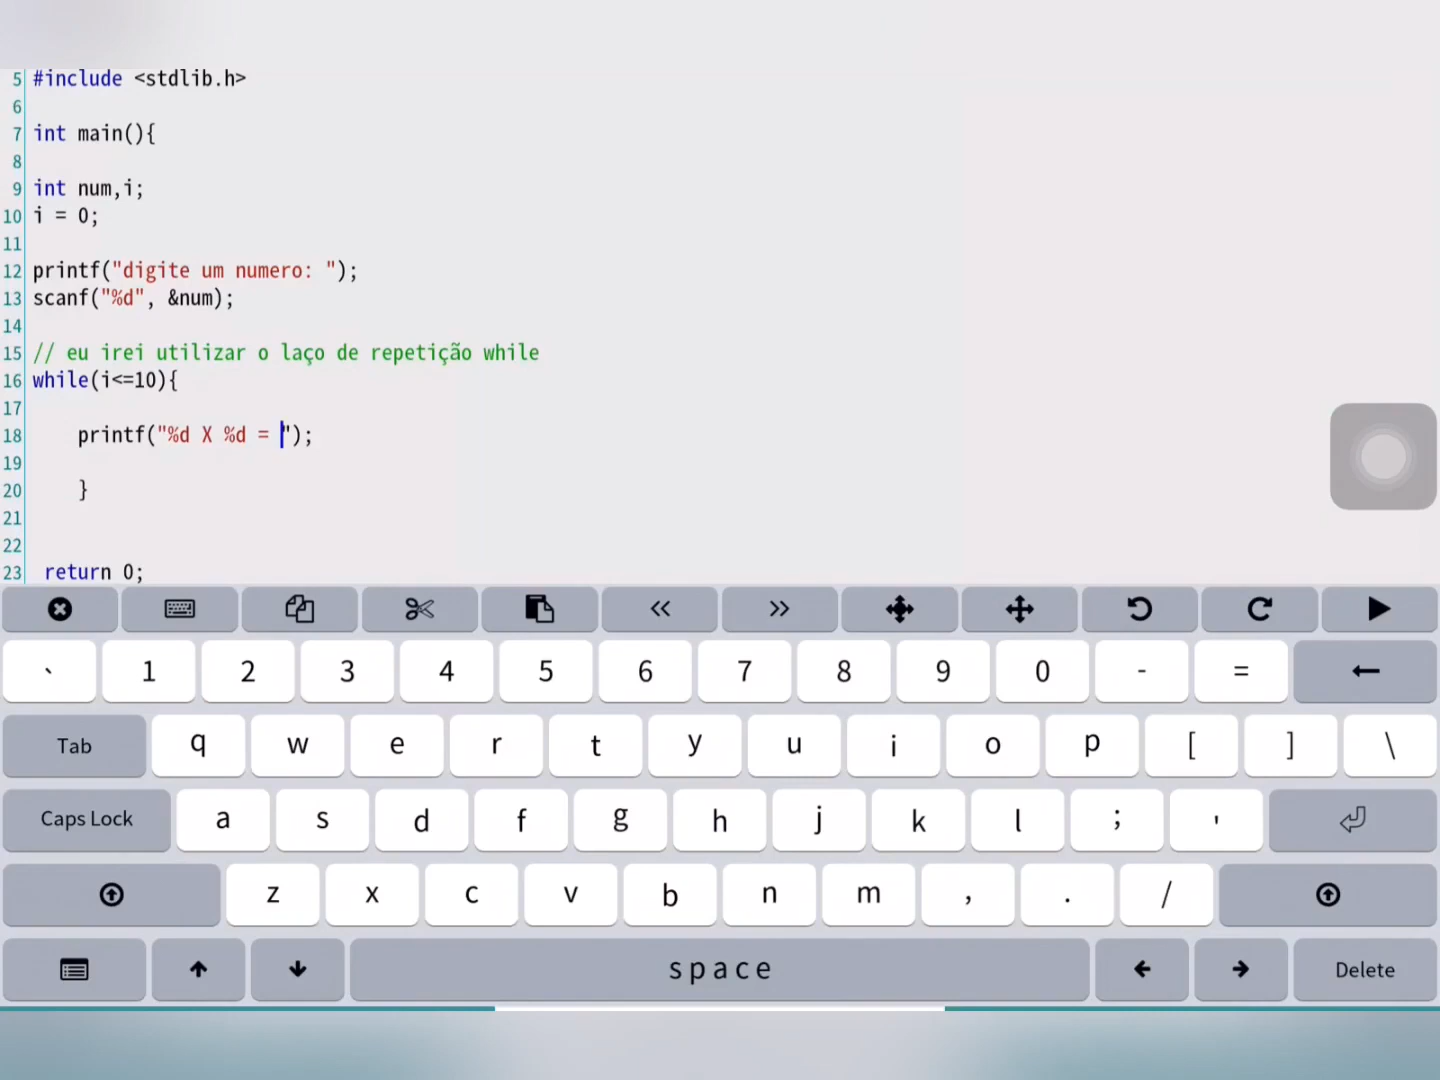 5 #include <stdlib.h>
6
7 int main(){
8
9 int num,i;
10 i = 0;
11
12 printf("digite um numero: ");
13 scanf("%d", &num);
14
15 // eu irei utilizar o laço de repetição while
16 while(i<=10){
17
18 printf("%d X %d = ");
19
20 }
21
22
23 return 0;
` 1 2 3 4 5 6 7 8 9 0 - =
Tab q w e r t y u i o p [ ] \
Caps Lock a s d f g h j k l ; '
z x c v b n m , . /
space Delete